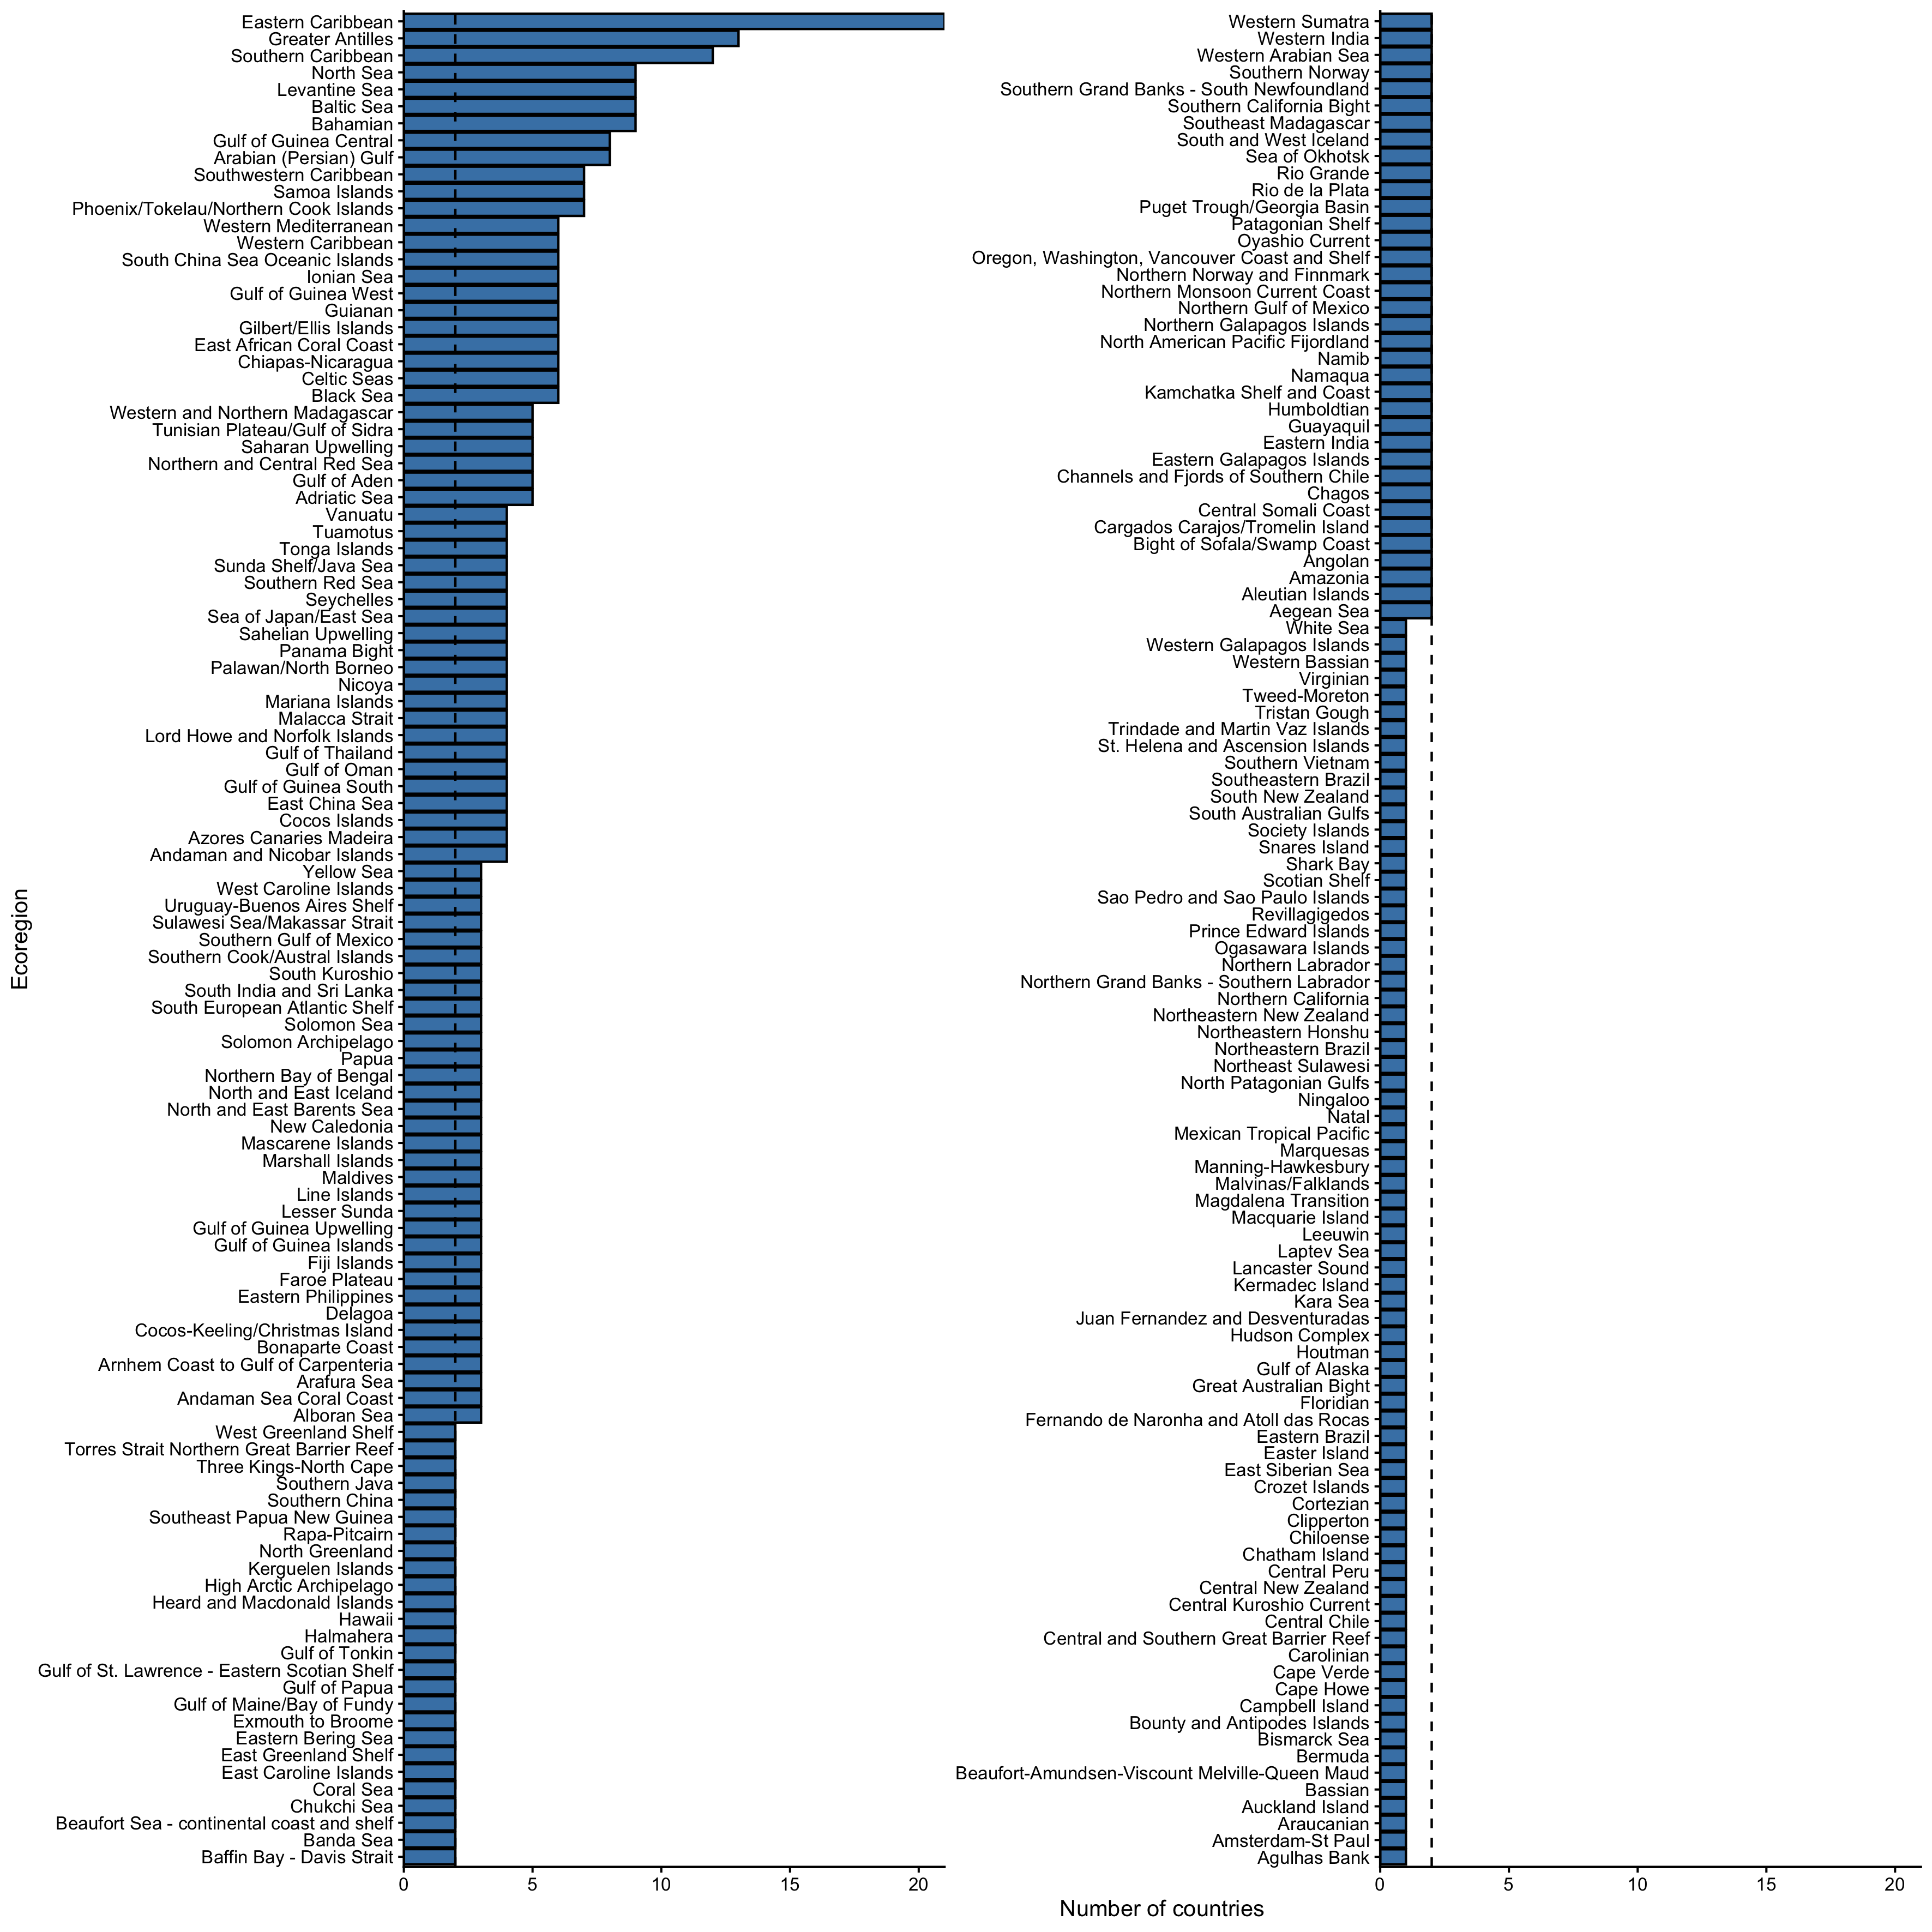 Eastern Caribbean
Greater Antilles
Southern Caribbean
North Sea
Levantine Sea
Baltic Sea
Bahamian
Gulf of Guinea Central
Arabian (Persian) Gulf
Southwestern Caribbean
Samoa Islands
Phoenix/Tokelau/Northern Cook Islands
Western Mediterranean
Western Caribbean
South China Sea Oceanic Islands
Ionian Sea
Gulf of Guinea West
Guianan
Gilbert/Ellis Islands
East African Coral Coast
Chiapas-Nicaragua
Celtic Seas
Black Sea
Western and Northern Madagascar
Tunisian Plateau/Gulf of Sidra
Saharan Upwelling
Northern and Central Red Sea
Gulf of Aden
Adriatic Sea
Vanuatu
Tuamotus
Tonga Islands
Sunda Shelf/Java Sea
Southern Red Sea
Seychelles
Sea of Japan/East Sea
Sahelian Upwelling
Panama Bight
Palawan/North Borneo
Nicoya
Mariana Islands
Malacca Strait
Lord Howe and Norfolk Islands
Gulf of Thailand
Gulf of Oman
Gulf of Guinea South
East China Sea
Cocos Islands
Azores Canaries Madeira
Andaman and Nicobar Islands
Yellow Sea
West Caroline Islands
Uruguay-Buenos Aires Shelf
Sulawesi Sea/Makassar Strait
Southern Gulf of Mexico
Southern Cook/Austral Islands
South Kuroshio
South India and Sri Lanka
South European Atlantic Shelf
Solomon Sea
Solomon Archipelago
Papua
Northern Bay of Bengal
North and East Iceland
North and East Barents Sea
New Caledonia
Mascarene Islands
Marshall Islands
Maldives
Line Islands
Lesser Sunda
Gulf of Guinea Upwelling
Gulf of Guinea Islands
Fiji Islands
Faroe Plateau
Eastern Philippines
Delagoa
Cocos-Keeling/Christmas Island
Bonaparte Coast
Arnhem Coast to Gulf of Carpenteria
Arafura Sea
Andaman Sea Coral Coast
Alboran Sea
West Greenland Shelf
Torres Strait Northern Great Barrier Reef
Three Kings-North Cape
Southern Java
Southern China
Southeast Papua New Guinea
Rapa-Pitcairn
North Greenland
Kerguelen Islands
High Arctic Archipelago
Heard and Macdonald Islands
Hawaii
Halmahera
Gulf of Tonkin
Gulf of St. Lawrence - Eastern Scotian Shelf
Gulf of Papua
Gulf of Maine/Bay of Fundy
Exmouth to Broome
Eastern Bering Sea
East Greenland Shelf
East Caroline Islands
Coral Sea
Chukchi Sea
Beaufort Sea - continental coast and shelf
Banda Sea
Baffin Bay - Davis Strait
0 5 10 15 20
Ecoregion
Western Sumatra
Western India
Western Arabian Sea
Southern Norway
Southern Grand Banks - South Newfoundland
Southern California Bight
Southeast Madagascar
South and West Iceland
Sea of Okhotsk
Rio Grande
Rio de la Plata
Puget Trough/Georgia Basin
Patagonian Shelf
Oyashio Current
Oregon, Washington, Vancouver Coast and Shelf
Northern Norway and Finnmark
Northern Monsoon Current Coast
Northern Gulf of Mexico
Northern Galapagos Islands
North American Pacific Fijordland
Namib
Namaqua
Kamchatka Shelf and Coast
Humboldtian
Guayaquil
Eastern India
Eastern Galapagos Islands
Channels and Fjords of Southern Chile
Chagos
Central Somali Coast
Cargados Carajos/Tromelin Island
Bight of Sofala/Swamp Coast
Angolan
Amazonia
Aleutian Islands
Aegean Sea
White Sea
Western Galapagos Islands
Western Bassian
Virginian
Tweed-Moreton
Tristan Gough
Trindade and Martin Vaz Islands
St. Helena and Ascension Islands
Southern Vietnam
Southeastern Brazil
South New Zealand
South Australian Gulfs
Society Islands
Snares Island
Shark Bay
Scotian Shelf
Sao Pedro and Sao Paulo Islands
Revillagigedos
Prince Edward Islands
Ogasawara Islands
Northern Labrador
Northern Grand Banks - Southern Labrador
Northern California
Northeastern New Zealand
Northeastern Honshu
Northeastern Brazil
Northeast Sulawesi
North Patagonian Gulfs
Ningaloo
Natal
Mexican Tropical Pacific
Marquesas
Manning-Hawkesbury
Malvinas/Falklands
Magdalena Transition
Macquarie Island
Leeuwin
Laptev Sea
Lancaster Sound
Kermadec Island
Kara Sea
Juan Fernandez and Desventuradas
Hudson Complex
Houtman
Gulf of Alaska
Great Australian Bight
Floridian
Fernando de Naronha and Atoll das Rocas
Eastern Brazil
Easter Island
East Siberian Sea
Crozet Islands
Cortezian
Clipperton
Chiloense
Chatham Island
Central Peru
Central New Zealand
Central Kuroshio Current
Central Chile
Central and Southern Great Barrier Reef
Carolinian
Cape Verde
Cape Howe
Campbell Island
Bounty and Antipodes Islands
Bismarck Sea
Bermuda
Beaufort-Amundsen-Viscount Melville-Queen Maud
Bassian
Auckland Island
Araucanian
Amsterdam-St Paul
Agulhas Bank
0 5 10 15 20
Number of countries